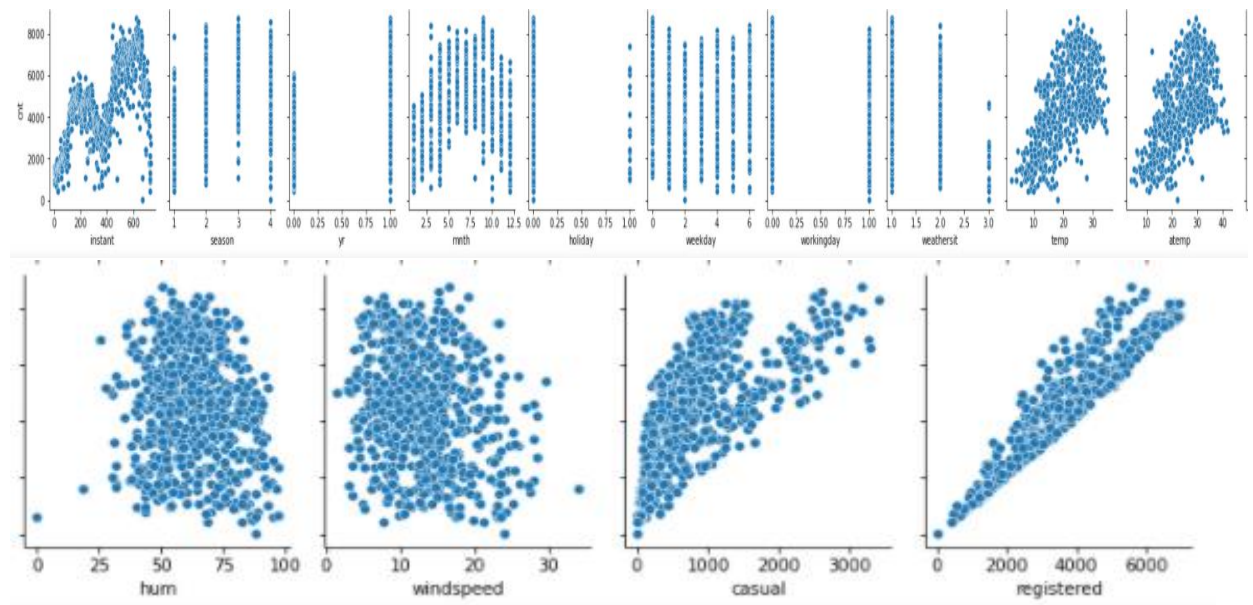 cnt
8000
6000
4000
2000
0
0 200 400 600
1 2 3 4
0.00 0.25 0.50 0.75 1.00
2.5 5.0 7.5 10.0 12.5
0.00 0.25 0.50 0.75 1.00
0 2 4 6
0.00 0.25 0.50 0.75 1.00
1.0 1.5 2.0 2.5 3.0
10 20 30
10 20 30 40
instant
season
yr
mnth
holiday
weekday
workingday
weathersit
temp
atemp
0 25 50 75 100
0 10 20 30
0 1000 2000 3000
0 2000 4000 6000
hum
windspeed
casual
registered